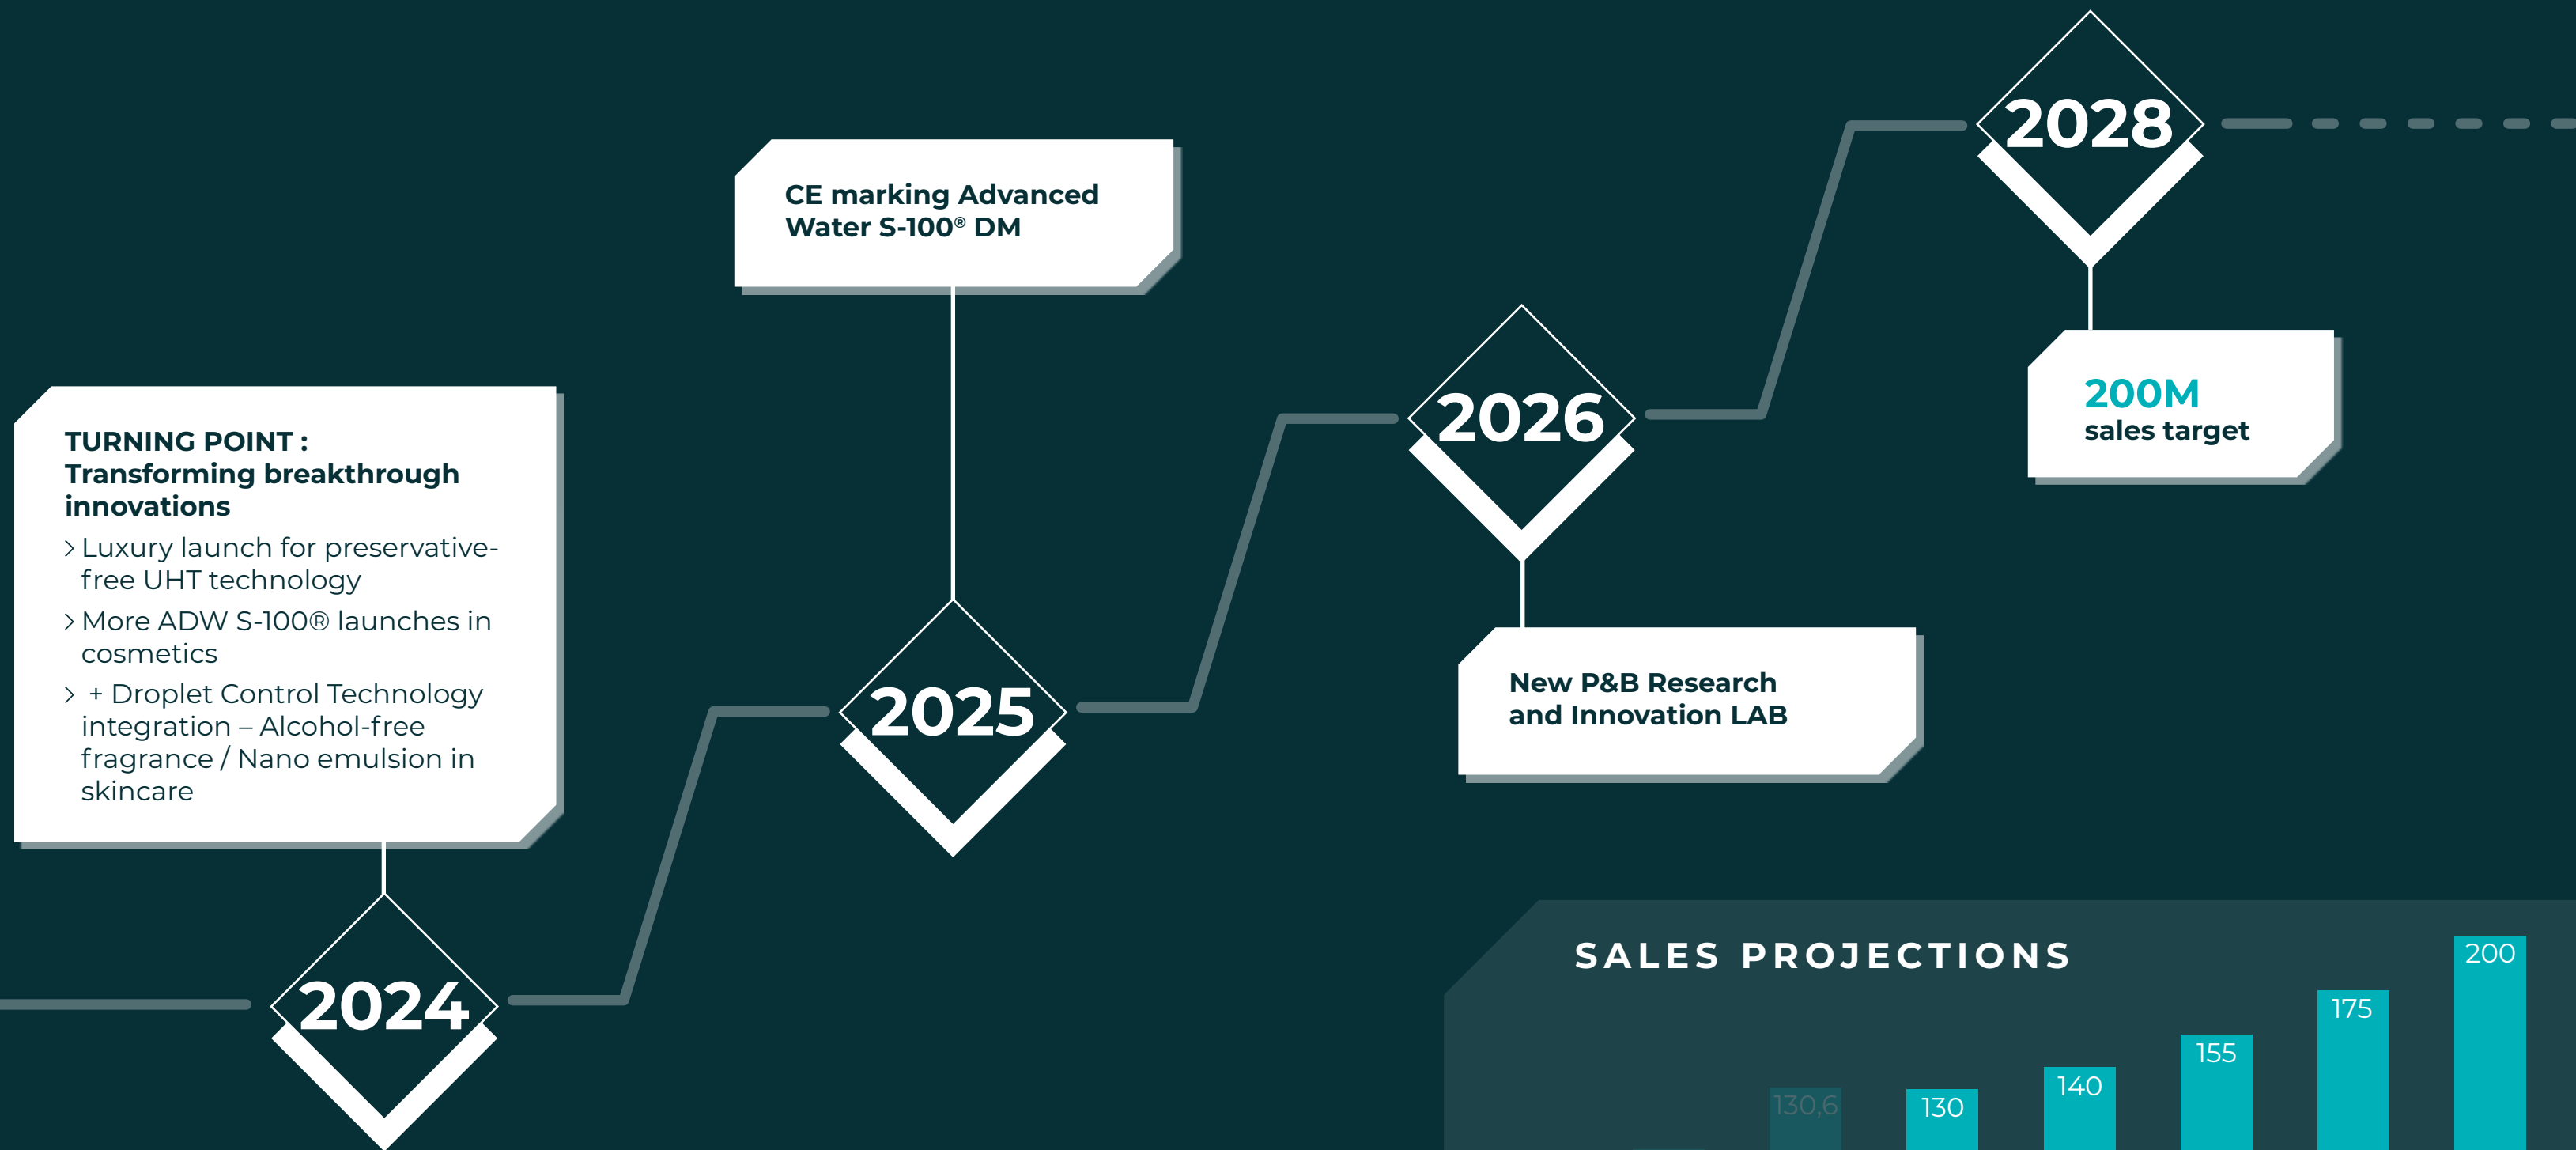 TURNING POINT :
Transforming breakthrough
innovations
Luxury launch for preservative-
free UHT technology
More ADW S-100® launches in
cosmetics
+ Droplet Control Technology
integration – Alcohol-free
fragrance / Nano emulsion in
skincare
2024
CE marking Advanced
Water S-100® DM
2025
2026
New P&B Research
and Innovation LAB
2028
200M
sales target
SALES PROJECTIONS
130,6
130
140
155
175
200